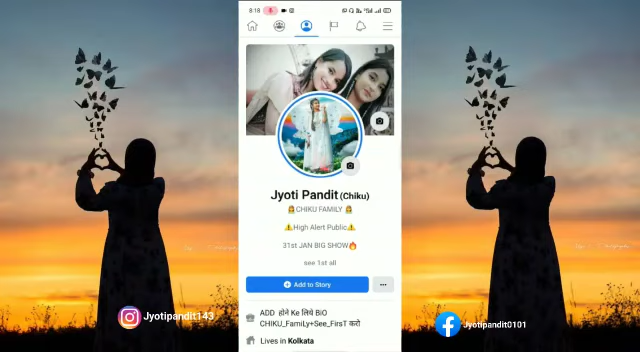 8:18
Jyoti Pandit (Chiku)
👩CHIKU FAMILY 👩
⚠️High Alert Public⚠️
31st JAN BIG SHOW🔥
see 1st all
Add to Story
ADD होने Ke लिये BiO
CHIKU_FamiLy+See_FirsT करो
Lives in Kolkata
Jyotipandit143
Jyotipandit0101